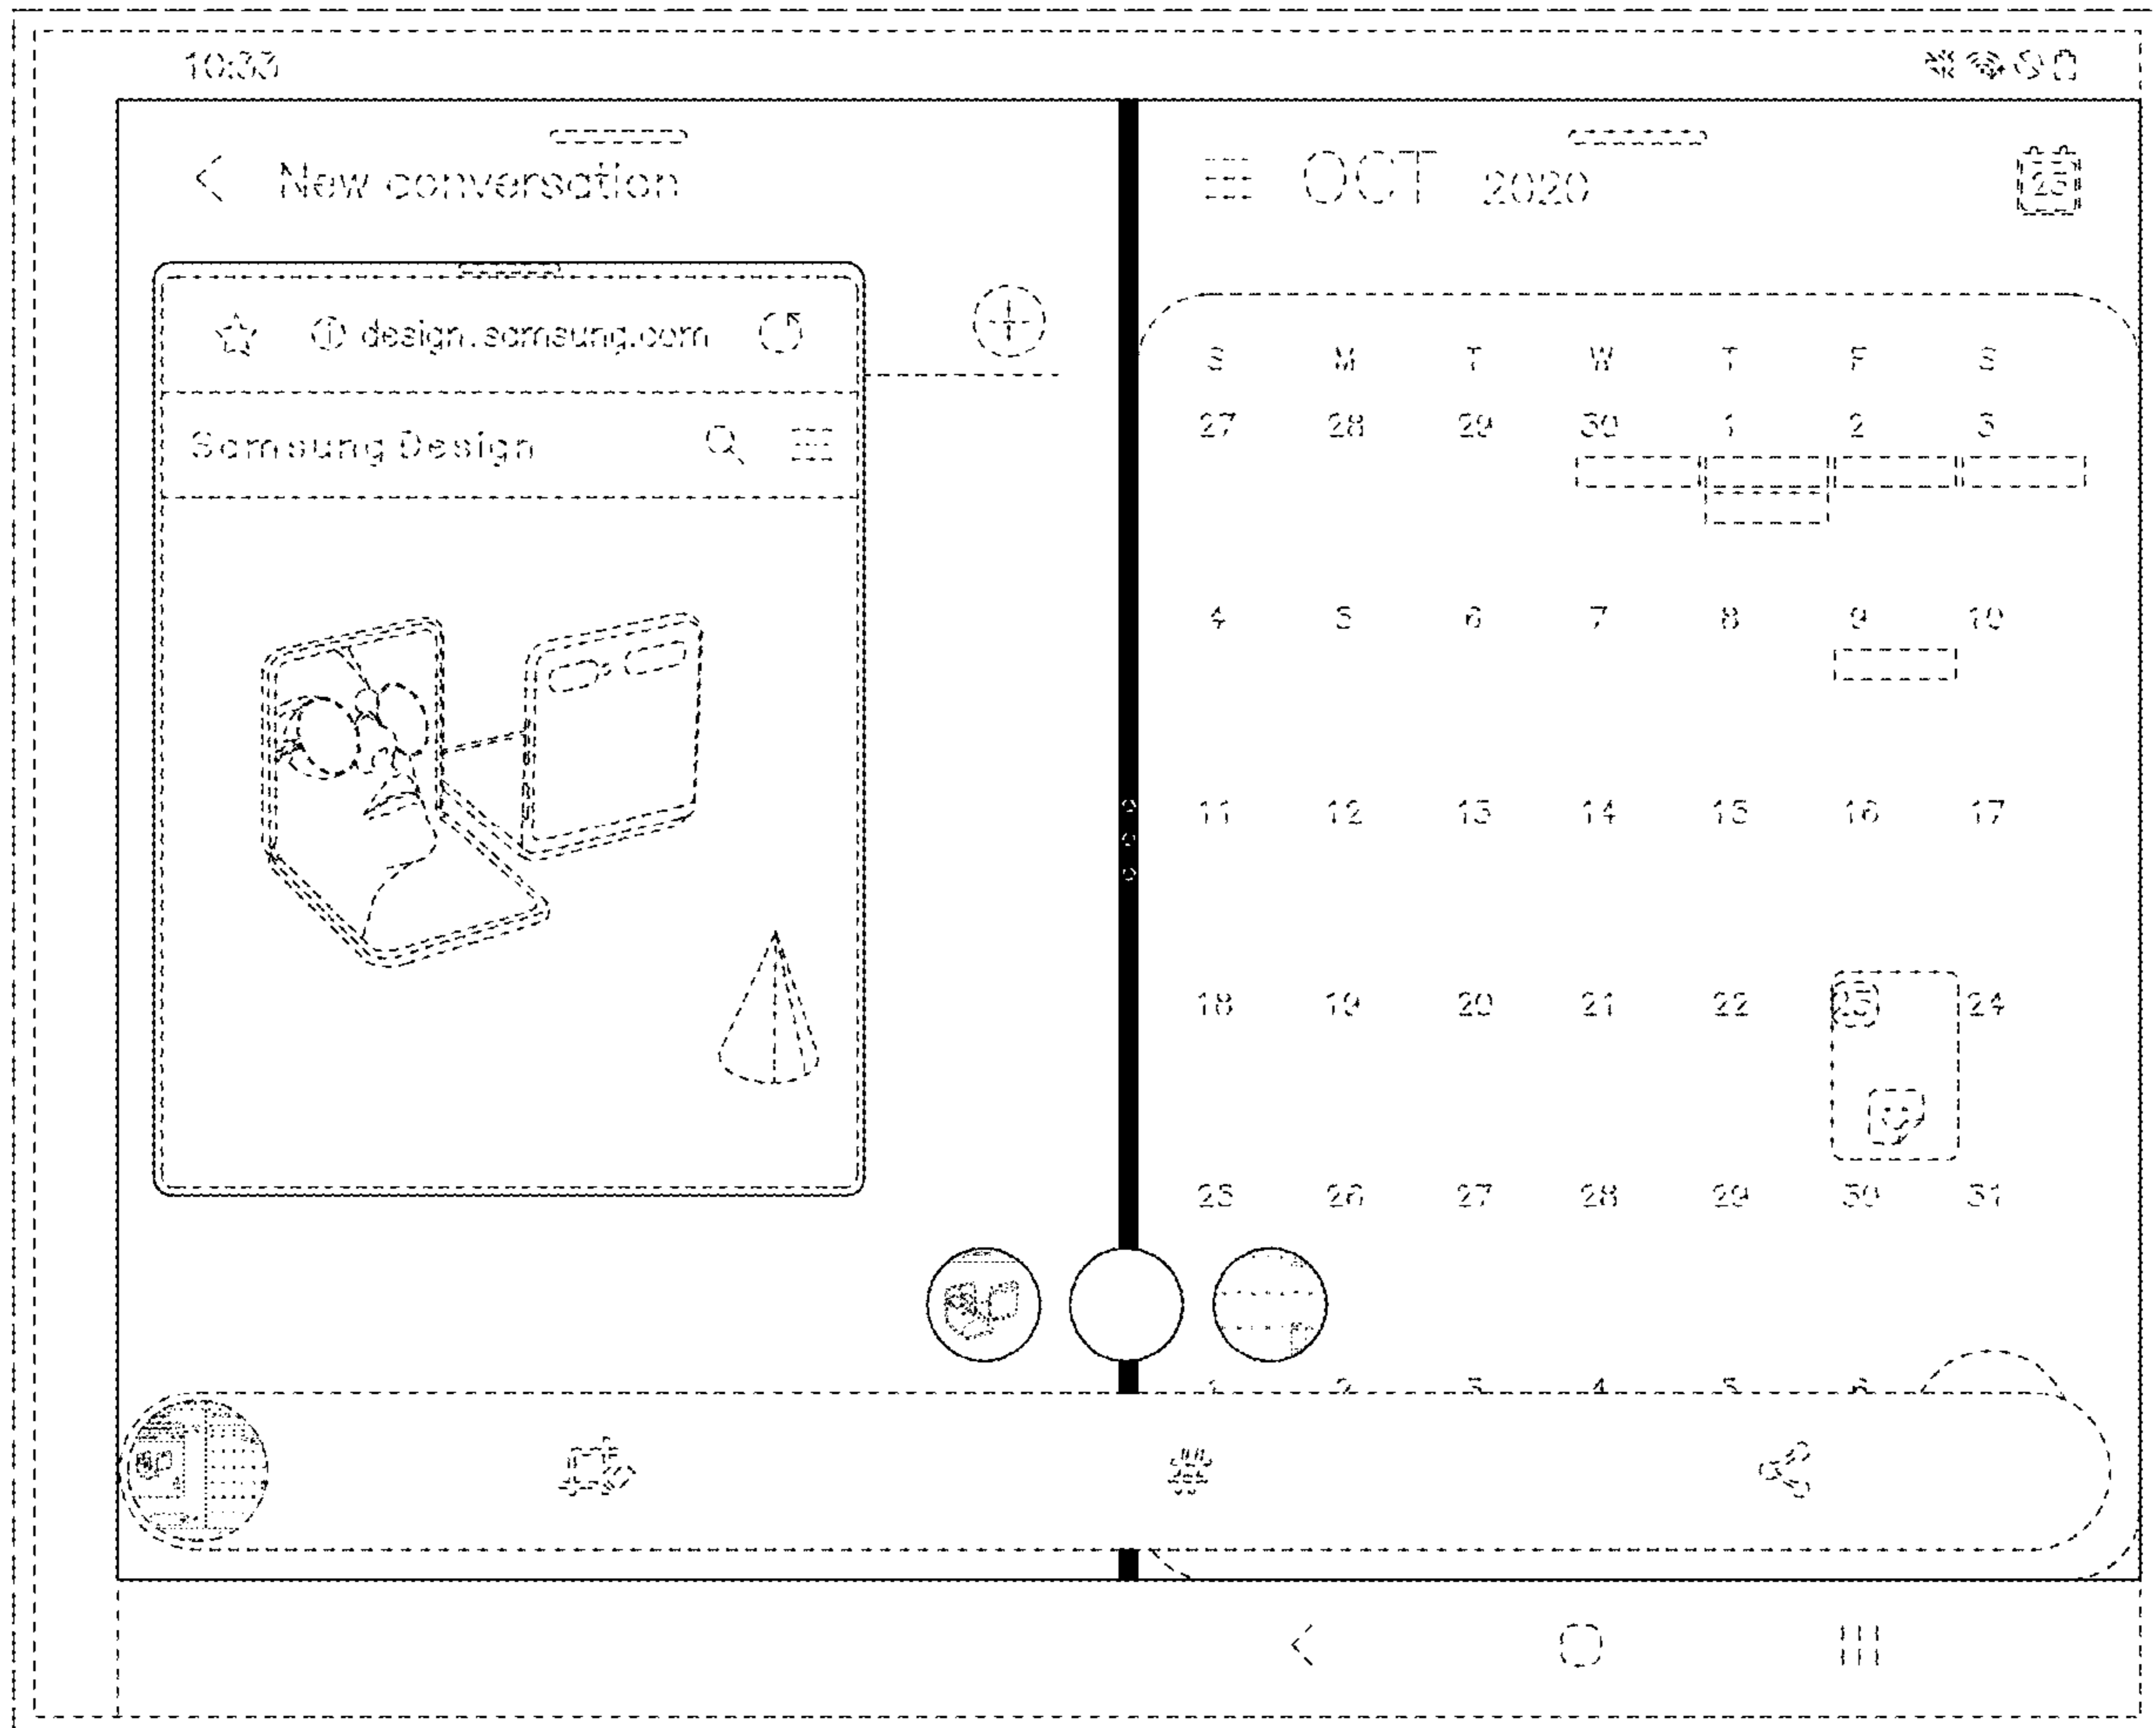 10:33
New conversation
design.samsung.com
Samsung Design
OCT 2020
23
S M T W T F S
27 28 29 30 1 2 3
4 5 6 7 8 9 10
11 12 13 14 15 16 17
18 19 20 21 22 23 24
25 26 27 28 29 30 31
1 2 3 4 5 6